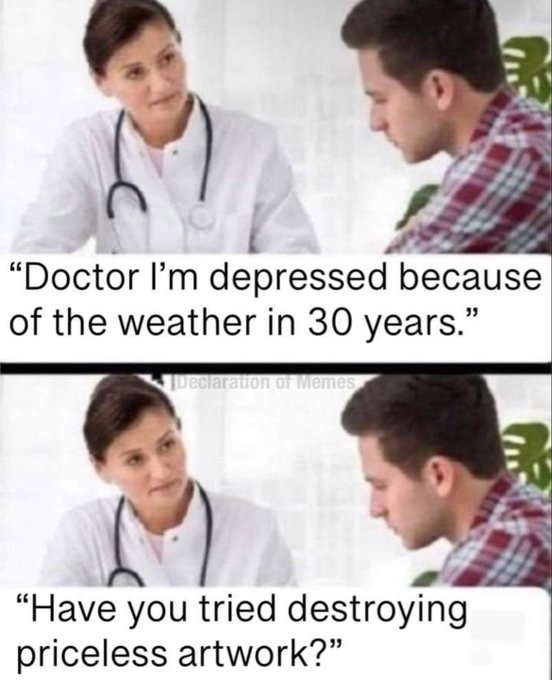 “Doctor I’m depressed because
of the weather in 30 years.”
Declaration of Memes
“Have you tried destroying
priceless artwork?”